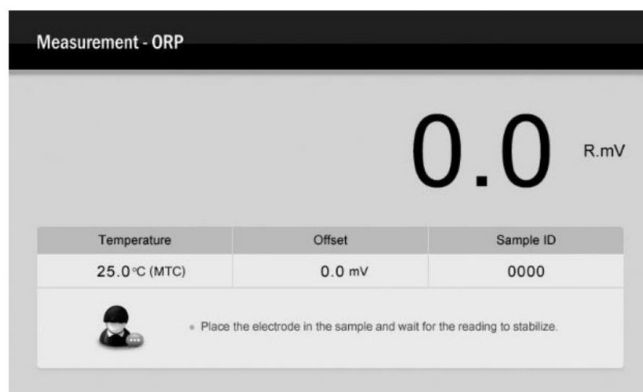 Measurement - ORP
0.0 R.mV
Temperature Offset Sample ID
25.0 °C (MTC) 0.0 mV 0000
Place the electrode in the sample and wait for the reading to stabilize.